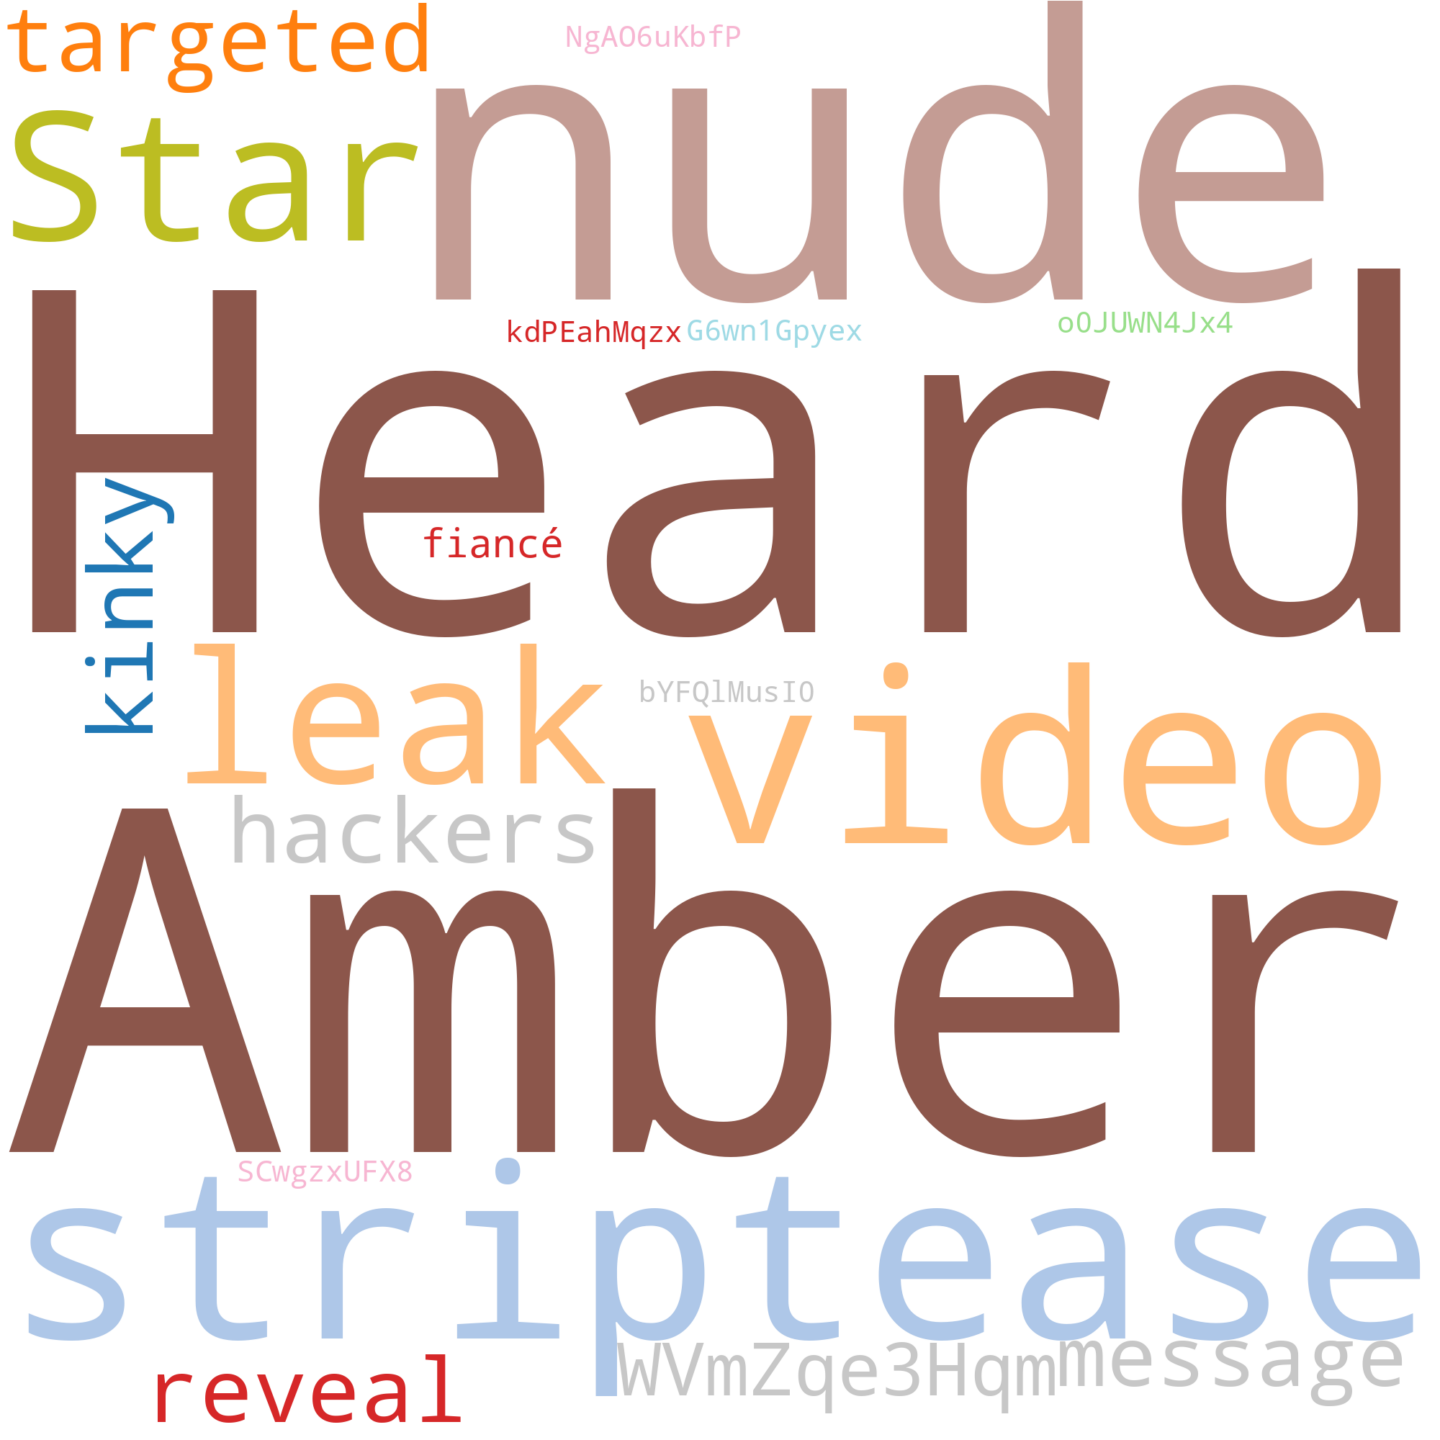 targeted
NgAO6uKbfP
Star
nude
kdPEahMqzx
G6wn1Gpyex
o0JUWN4Jx4
Heard
kinky
fiancé
leak
bYFQlMusI0
video
hackers
Amber
SCwgzxUFX8
striptease
WVmZqe3Hqm
message
reveal